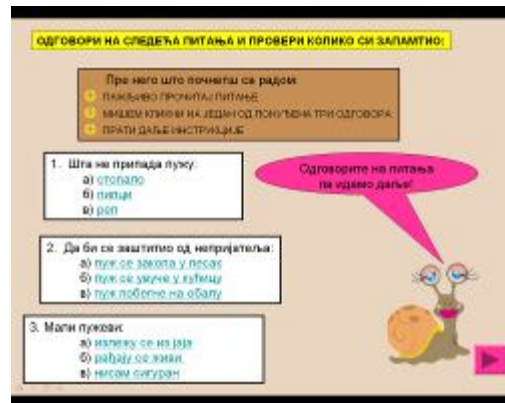 ОДГОВОРИ НА СЛЕДЕЋА ПИТАЊА И ПРОВЕРИ КОЛИКО СИ ЗАПАМТИО:
Пре него што почнеш са радом:
ПАЖЉИВО ПРОЧИТАЈ ПИТАЊЕ
МИШЕМ КЛИКНИ НА ЈЕДАН ОД ПОНУЂЕНА ТРИ ОДГОВОРА
ПРАТИ ДАЉЕ ИНСТРУКЦИЈЕ
1. Шта не припада пужу:
а) стопало
б) пипци
в) реп
Одговорите на питања
па идемо даље!
2. Да би се заштитио од непријатеља:
а) пуж се закопа у песак
б) пуж се увуче у кућицу
в) пуж побегне на обалу
3. Мали пужеви:
а) излежу се из јаја
б) рађају се живи
в) нисам сигуран